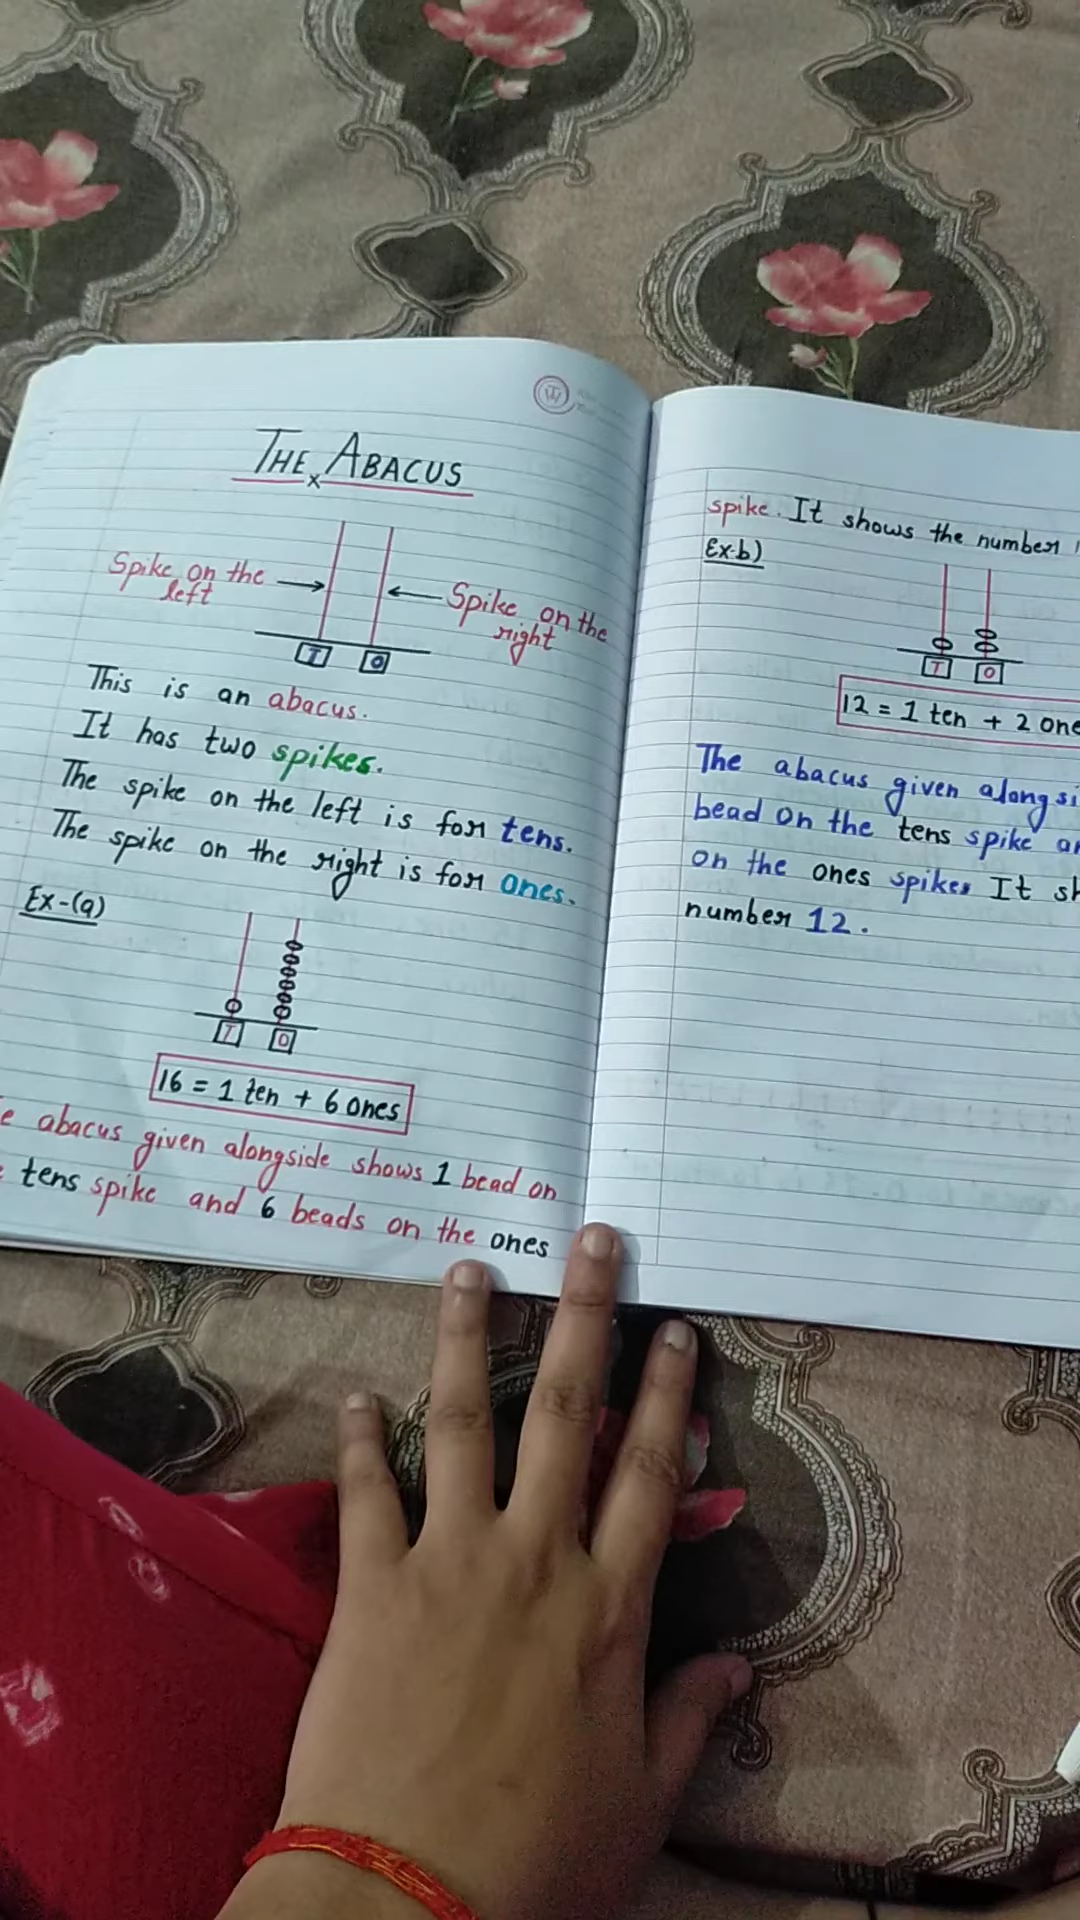 THE ABACUS
Spike on the left
Spike on the right
T O
This is an abacus.
It has two spikes.
The spike on the left is for tens.
The spike on the right is for ones.
Ex-(a)
T O
16 = 1 ten + 6 ones
abacus given alongside shows 1 bead on
tens spike and 6 beads on the ones
spike. It shows the number
Ex-b)
T O
12 = 1 ten + 2 one
The abacus given alongsi
bead on the tens spike
on the ones spikes It sh
number 12.